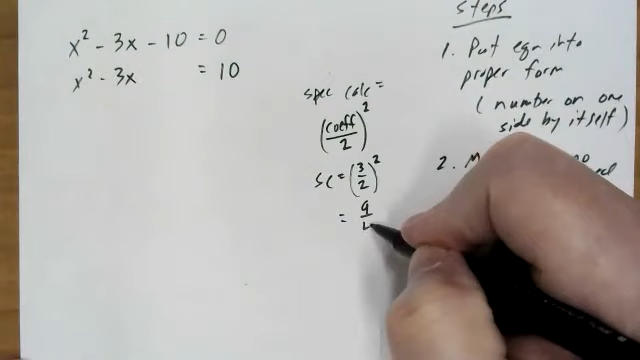 x² - 3x - 10 = 0
x² - 3x = 10
spec calc =
(coeff/2)²
sc = (3/2)²
= 9/
steps
1. Put eqn into
proper form
(number on one
side by itself)
2.